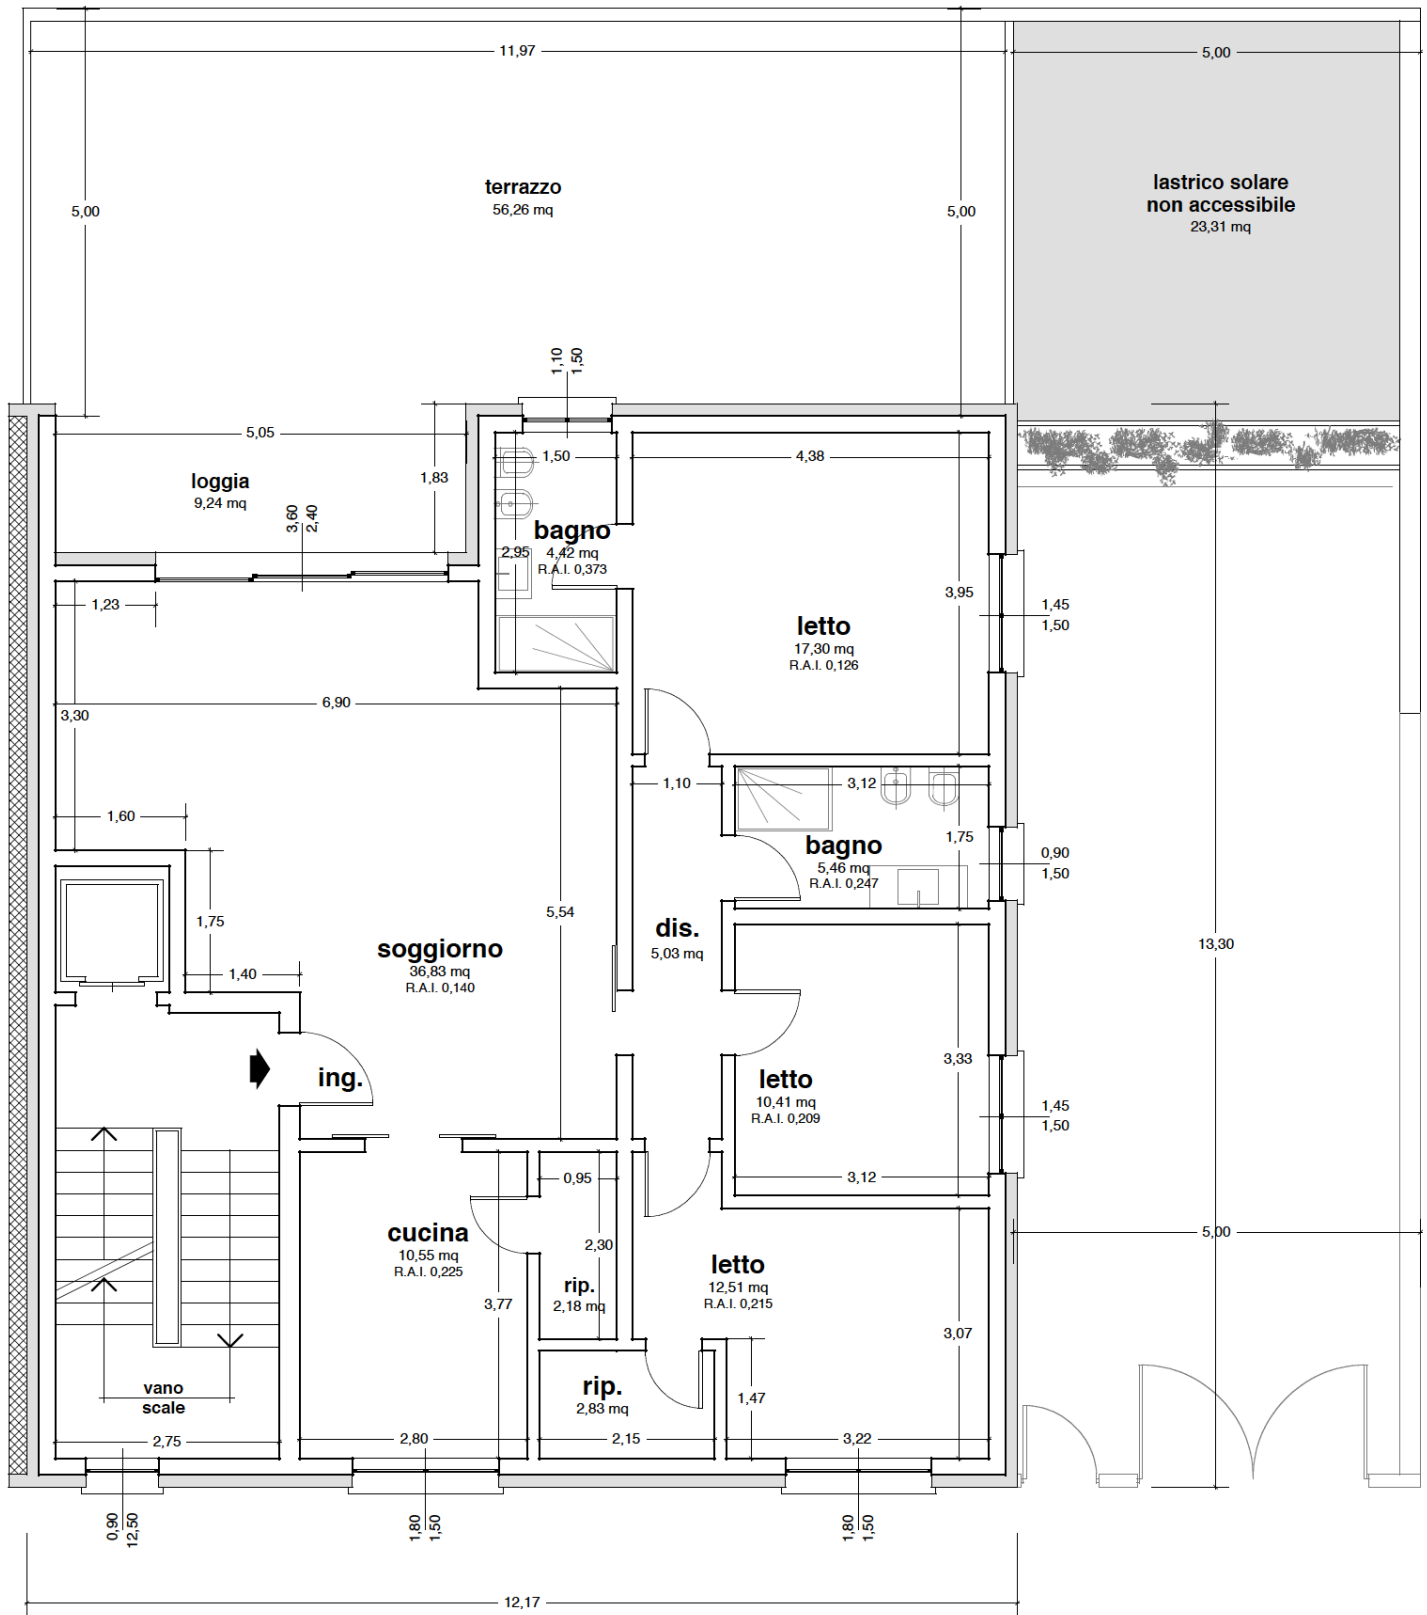 11,97
5,00
terrazzo
56,26 mq
5,00
5,00
lastrico solare
non accessibile
23,31 mq
1,10
1,50
5,05
1,83
loggia
9,24 mq
3,60
2,40
1,50
4,38
bagno
2,95
4,42 mq
R.A.I. 0,373
1,23
3,95
1,45
1,50
letto
17,30 mq
R.A.I. 0,126
6,90
3,30
1,10
3,12
1,60
bagno
5,46 mq
R.A.I. 0,247
1,75
0,90
1,50
1,75
5,54
dis.
5,03 mq
soggiorno
36,83 mq
R.A.I. 0,140
1,40
13,30
ing.
letto
10,41 mq
R.A.I. 0,209
3,33
1,45
1,50
0,95
3,12
cucina
10,55 mq
R.A.I. 0,225
2,30
5,00
rip.
2,18 mq
letto
12,51 mq
R.A.I. 0,215
3,77
3,07
vano
scale
rip.
2,83 mq
1,47
2,75
2,80
2,15
3,22
0,90
12,50
1,80
1,50
1,80
1,50
12,17